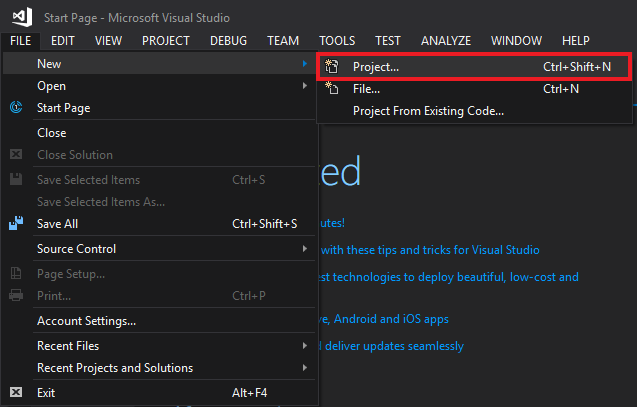 Start Page - Microsoft Visual Studio
FILE EDIT VIEW PROJECT DEBUG TEAM TOOLS TEST ANALYZE WINDOW HELP
New
Project... Ctrl+Shift+N
File... Ctrl+N
Project From Existing Code...
Open
Start Page
Close
Close Solution
Save Selected Items Ctrl+S
Save Selected Items As...
Save All Ctrl+Shift+S
Source Control
Page Setup...
Print... Ctrl+P
Account Settings...
Recent Files
Recent Projects and Solutions
Exit Alt+F4
with these tips and tricks for Visual Studio
technologies to deploy beautiful, low-cost and
Android and iOS apps
deliver updates seamlessly